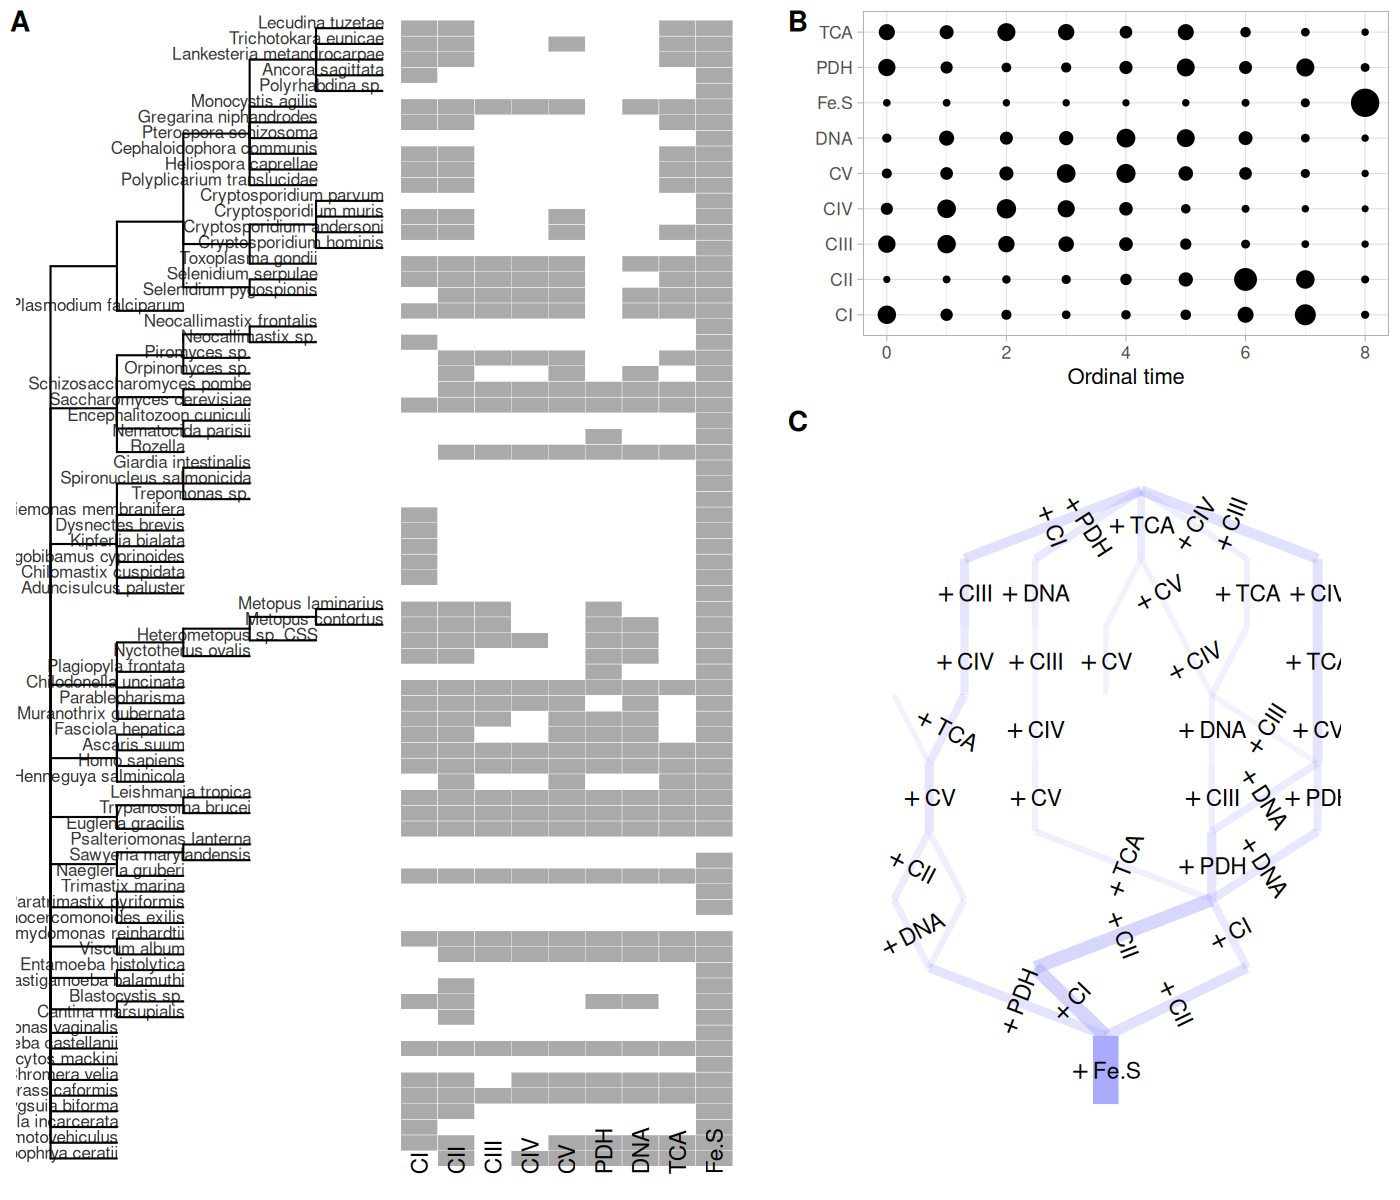 A
Lecudina tuzetae
Trichotokara eunicae
Lankesteria metandrocarpae
Ancora sagittata
Polyrhabdina sp.
Monocystis agilis
Gregarina niphandrodes
Pterospora schizosoma
Cephaloidophora communis
Heliospora caprellae
Polyplicarium translucidae
Cryptosporidium parvum
Cryptosporidium muris
Cryptosporidium andersoni
Cryptosporidium hominis
Toxoplasma gondii
Selenidium serpulae
Selenidium pygospionis
Plasmodium falciparum
Neocallimastix frontalis
Neocallimastix sp.
Piromyces sp.
Orpinomyces sp.
Schizosaccharomyces pombe
Saccharomyces cerevisiae
Encephalitozoon cuniculi
Nematocida parisii
Rozella
Giardia intestinalis
Spironucleus salmonicida
Trepomonas sp.
iemonas membranifera
Dysnectes brevis
Kipferlia bialata
gobibamus cyprinoides
Chilomastix cuspidata
Aduncisulcus paluster
Metopus laminarius
Metopus contortus
Heterometopus sp. CSS
Nyctotherus ovalis
Plagiopyla frontata
Chilodonella uncinata
Parablepharisma
Muranothrix gubernata
Fasciola hepatica
Ascaris suum
Homo sapiens
Henneguya salminicola
Leishmania tropica
Trypanosoma brucei
Euglena gracilis
Psalteriomonas lanterna
Sawyeria marylandensis
Naegleria gruberi
Trimastix marina
aratrimastix pyriformis
ocercomonoides exilis
mydomonas reinhardtii
Viscum album
Entamoeba histolytica
astigamoeba balamuthi
Blastocystis sp.
Cantina marsupialis
onas vaginalis
eba castellanii
cytos mackini
hromera velia
rassicaformis
ygsuia biforma
la incarcerata
motovehiculus
ophrya ceratii
CI CII CIII CIV CV PDH DNA TCA Fe.S
B
TCA
PDH
Fe.S
DNA
CV
CIV
CIII
CII
CI
0 2 4 6 8
Ordinal time
C
+ CI + PDH + TCA + CIV + CIII
+ CIII + DNA + CV + TCA + CIV
+ CIV + CIII + CV + CIV + TCA
+ TCA + CIV + DNA + CIII + CV
+ CV + CV + CIII + DNA + PDH
+ CII + TCA + PDH + DNA
+ DNA + CII + CI
+ PDH + CI + CII
+ Fe.S